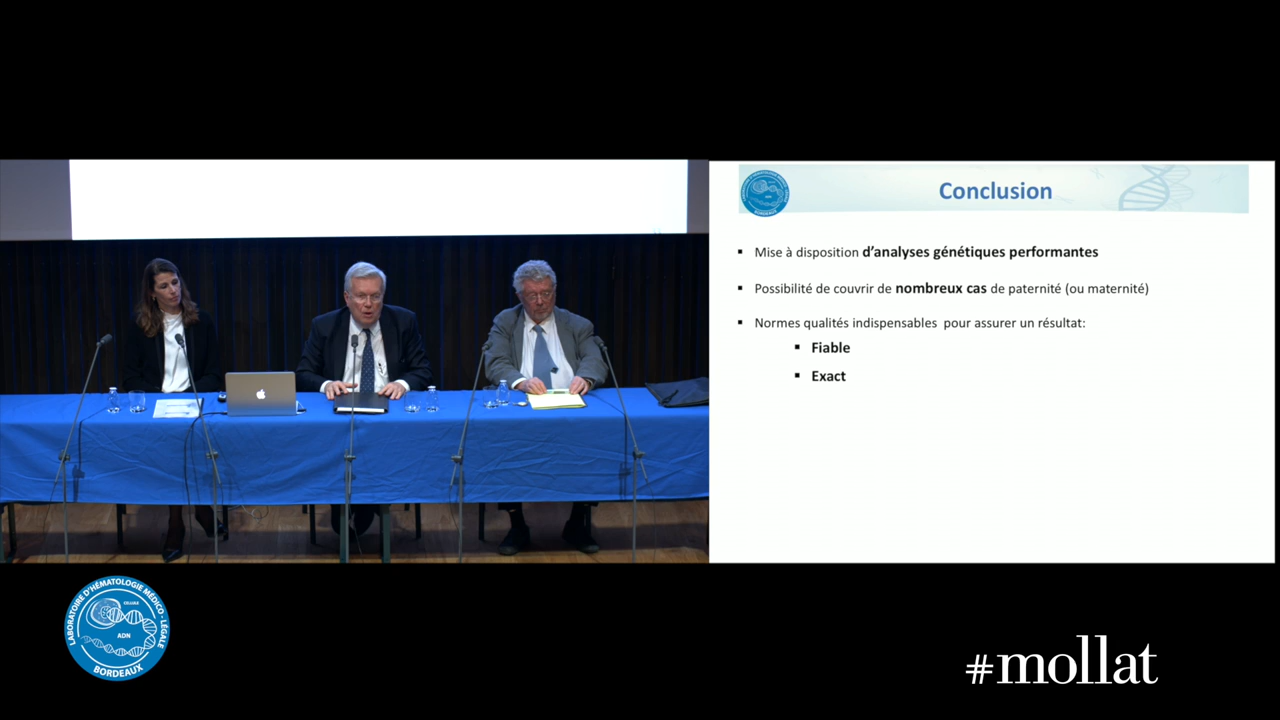 Conclusion
Mise à disposition d'analyses génétiques performantes
Possibilité de couvrir de nombreux cas de paternité (ou maternité)
Normes qualités indispensables pour assurer un résultat:
Fiable
Exact
LABORATOIRE D'HÉMATOLOGIE MÉDICO-LÉGALE
ADN
BORDEAUX
#mollat